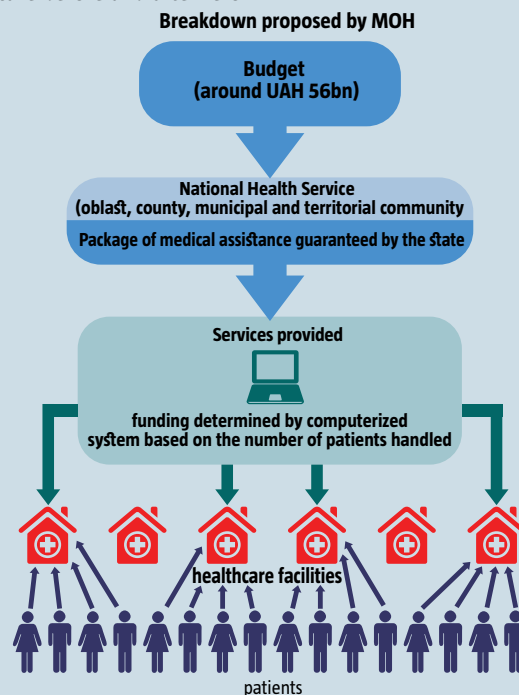 Breakdown proposed by MOH
Budget
(around UAH 56bn)
National Health Service
(oblast, county, municipal and territorial community
Package of medical assistance guaranteed by the state
Services provided
funding determined by computerized
system based on the number of patients handled
healthcare facilities
patients